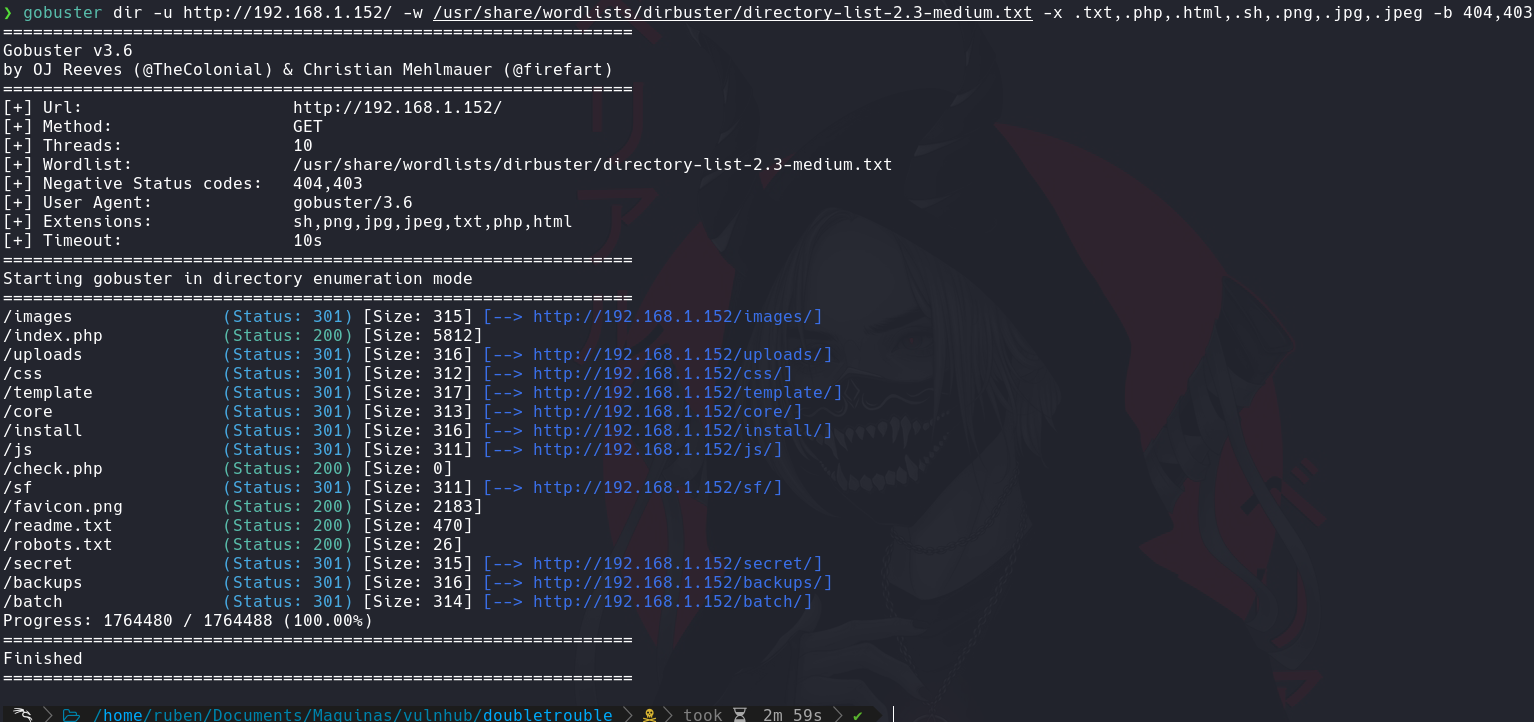 ❯ gobuster dir -u http://192.168.1.152/ -w /usr/share/wordlists/dirbuster/directory-list-2.3-medium.txt -x .txt,.php,.html,.sh,.png,.jpg,.jpeg -b 404,403
===============================================================
Gobuster v3.6
by OJ Reeves (@TheColonial) & Christian Mehlmauer (@firefart)
===============================================================
[+] Url:                     http://192.168.1.152/
[+] Method:                  GET
[+] Threads:                 10
[+] Wordlist:                /usr/share/wordlists/dirbuster/directory-list-2.3-medium.txt
[+] Negative Status codes:   404,403
[+] User Agent:              gobuster/3.6
[+] Extensions:              sh,png,jpg,jpeg,txt,php,html
[+] Timeout:                 10s
===============================================================
Starting gobuster in directory enumeration mode
===============================================================
/images               (Status: 301) [Size: 315] [--> http://192.168.1.152/images/]
/index.php            (Status: 200) [Size: 5812]
/uploads              (Status: 301) [Size: 316] [--> http://192.168.1.152/uploads/]
/css                  (Status: 301) [Size: 312] [--> http://192.168.1.152/css/]
/template             (Status: 301) [Size: 317] [--> http://192.168.1.152/template/]
/core                 (Status: 301) [Size: 313] [--> http://192.168.1.152/core/]
/install              (Status: 301) [Size: 316] [--> http://192.168.1.152/install/]
/js                   (Status: 301) [Size: 311] [--> http://192.168.1.152/js/]
/check.php            (Status: 200) [Size: 0]
/sf                   (Status: 301) [Size: 311] [--> http://192.168.1.152/sf/]
/favicon.png          (Status: 200) [Size: 2183]
/readme.txt           (Status: 200) [Size: 470]
/robots.txt           (Status: 200) [Size: 26]
/secret               (Status: 301) [Size: 315] [--> http://192.168.1.152/secret/]
/backups              (Status: 301) [Size: 316] [--> http://192.168.1.152/backups/]
/batch                (Status: 301) [Size: 314] [--> http://192.168.1.152/batch/]
Progress: 1764480 / 1764488 (100.00%)
===============================================================
Finished
===============================================================
/home/ruben/Documents/Maquinas/vulnhub/doubletrouble took 2m 59s ✔